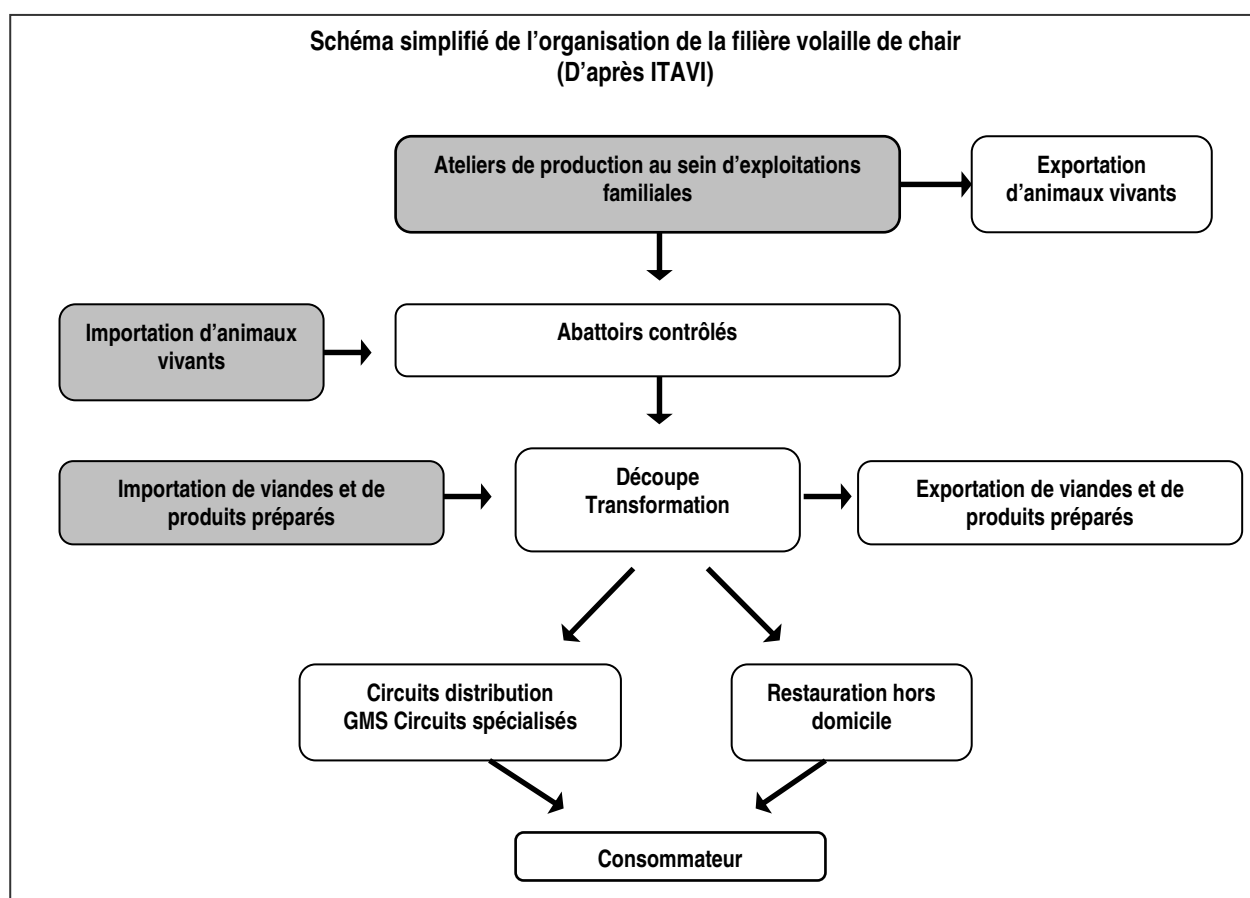 Schéma simplifié de l’organisation de la filière volaille de chair
(D’après ITAVI)
Ateliers de production au sein d’exploitations
familiales
Exportation
d’animaux vivants
Importation d’animaux
vivants
Abattoirs contrôlés
Importation de viandes et de
produits préparés
Découpe
Transformation
Exportation de viandes et de
produits préparés
Circuits distribution
GMS Circuits spécialisés
Restauration hors
domicile
Consommateur